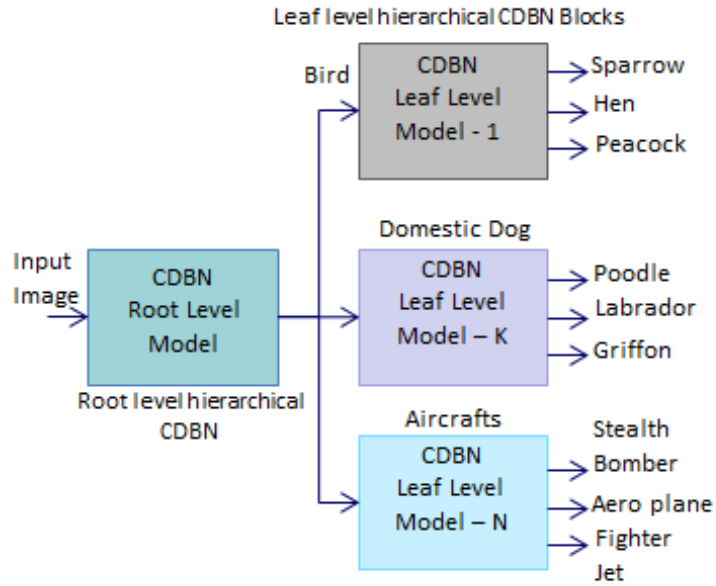 Leaf level hierarchical CDBN Blocks
Bird
CDBN
Leaf Level
Model - 1
Sparrow
Hen
Peacock
Input
Image
CDBN
Root Level
Model
Root level hierarchical
CDBN
Domestic Dog
CDBN
Leaf Level
Model – K
Poodle
Labrador
Griffon
Aircrafts
CDBN
Leaf Level
Model – N
Stealth
Bomber
Aero plane
Fighter
Jet